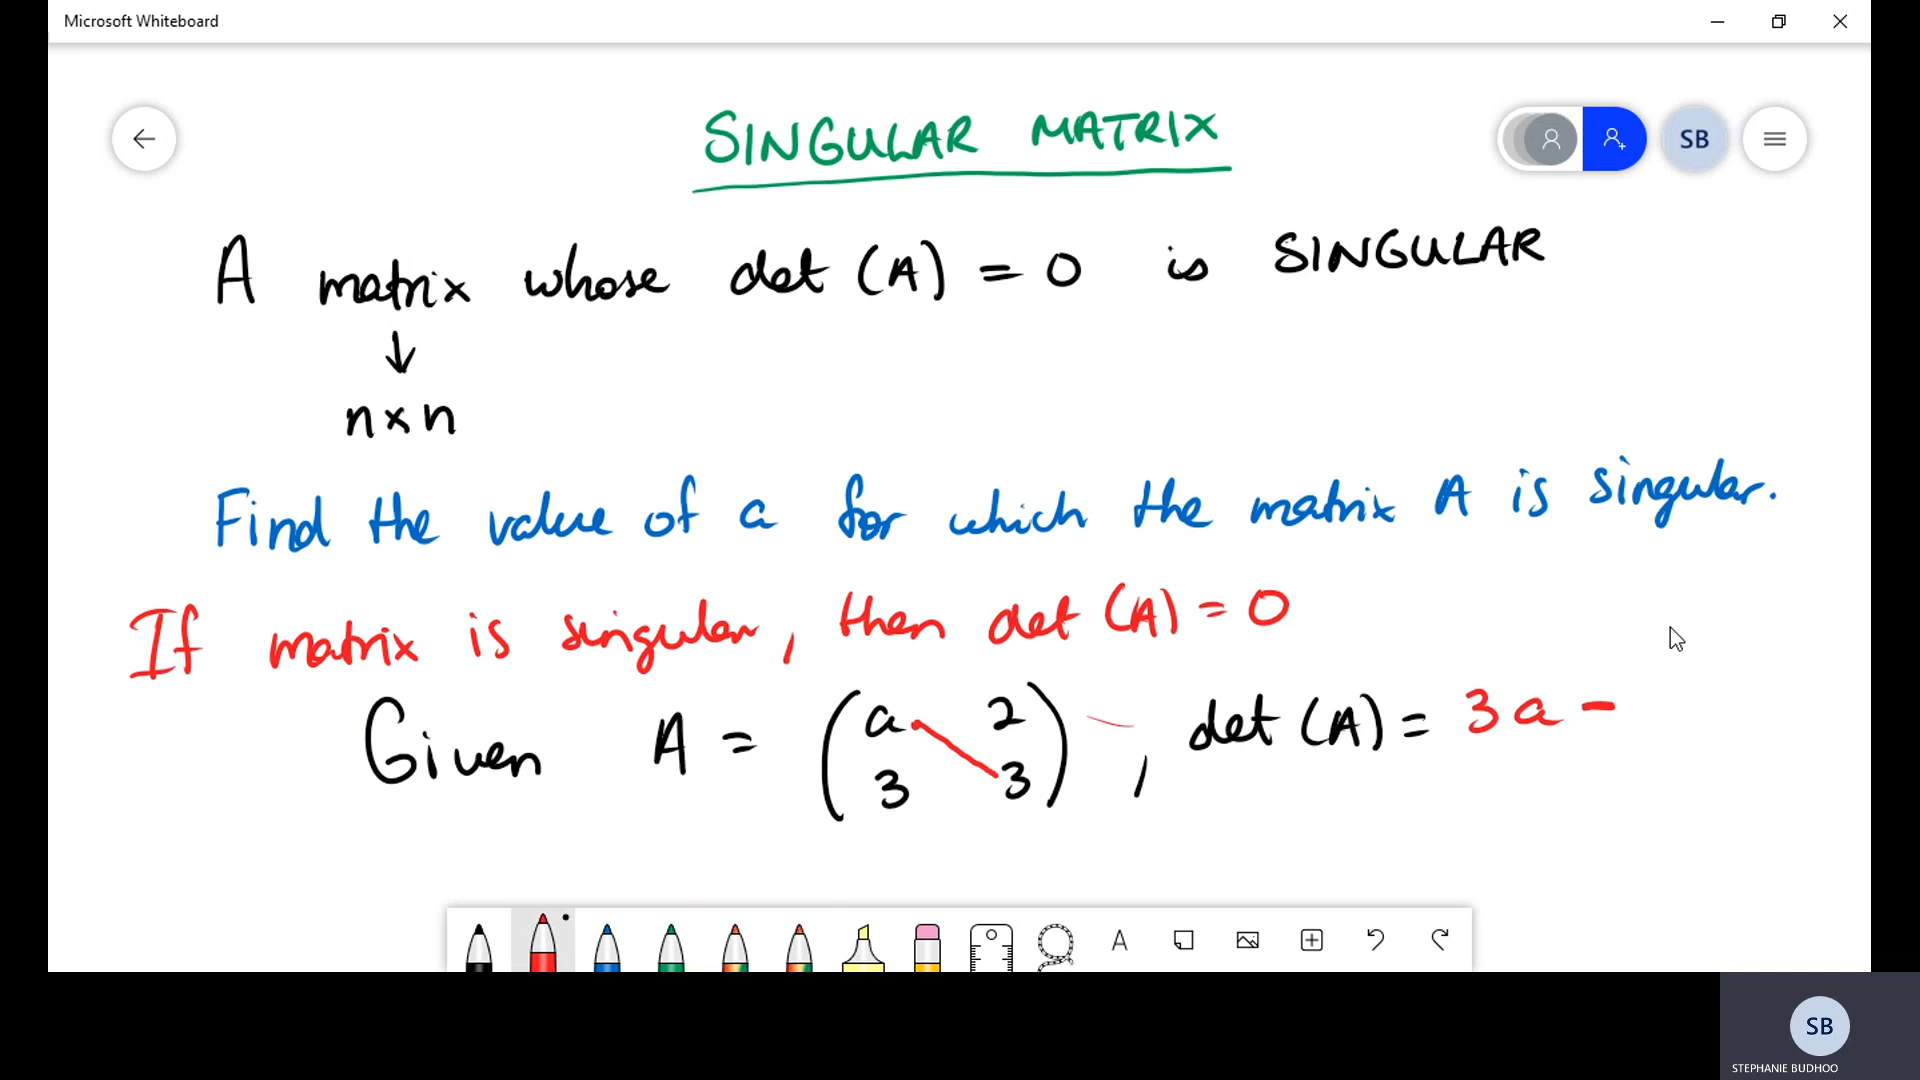 Microsoft Whiteboard
SINGULAR MATRIX
SB
A matrix whose det (A) = 0 is SINGULAR
↓
n x n
Find the value of a for which the matrix A is singular.
If matrix is singular, then det (A) = 0
Given A = ( a 2
3 3 ) , det (A) = 3a -
A
SB
STEPHANIE BUDHOO